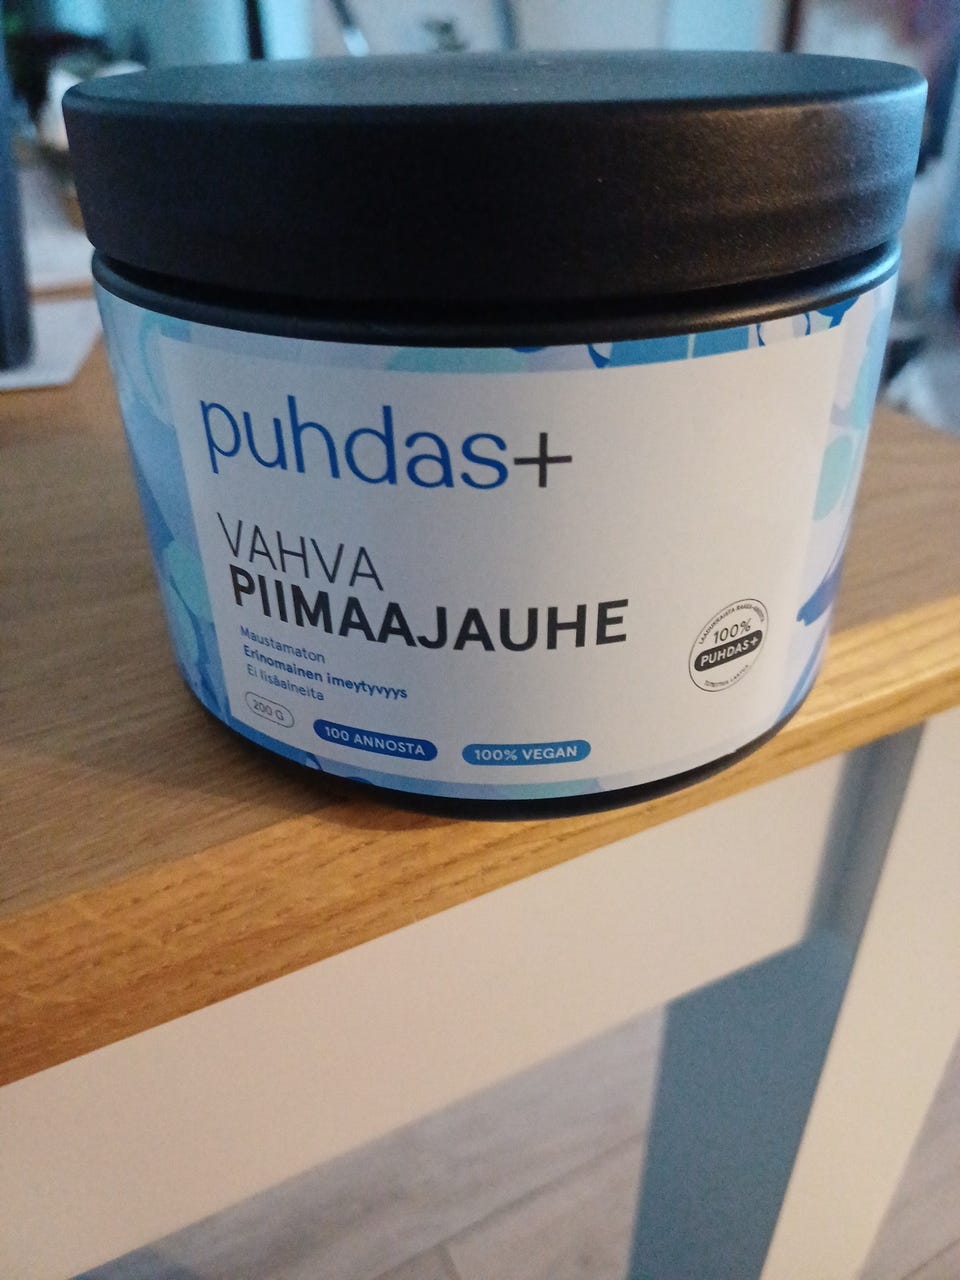 puhdas+
VAHVA
PIIMAAJAUHE
Maustamaton
Erinomainen imeytyvyys
Ei lisäaineita
200 G
100 ANNOSTA
100% VEGAN
100%
PUHDAS+